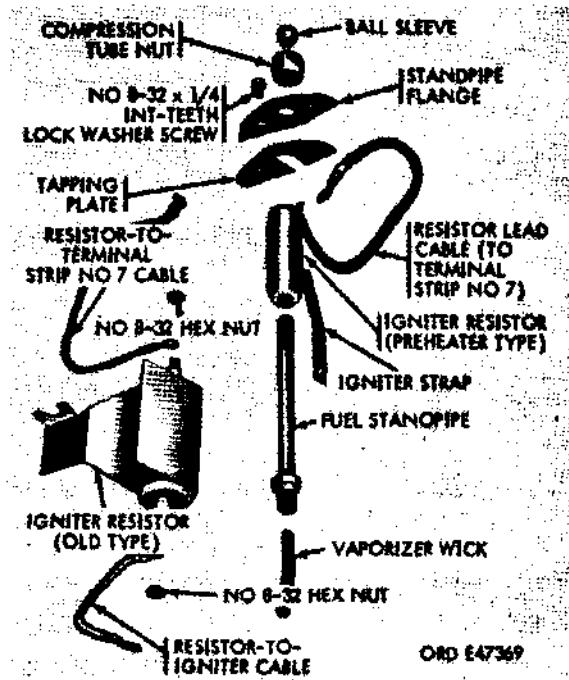 COMPRESSION
TUBE NUT
BALL SLEEVE
NO 8-32 x 1/4
INT-TEETH
LOCK WASHER SCREW
STANDPIPE
FLANGE
TAPPING
PLATE
RESISTOR-TO-
TERMINAL
STRIP NO 7 CABLE
RESISTOR LEAD
CABLE (TO
TERMINAL
STRIP NO 7)
NO 8-32 HEX NUT
IGNITER RESISTOR
(PREHEATER TYPE)
IGNITER STRAP
FUEL STANDPIPE
IGNITER RESISTOR
(OLD TYPE)
VAPORIZER WICK
NO 8-32 HEX NUT
RESISTOR-TO-
IGNITER CABLE
ORD E47369